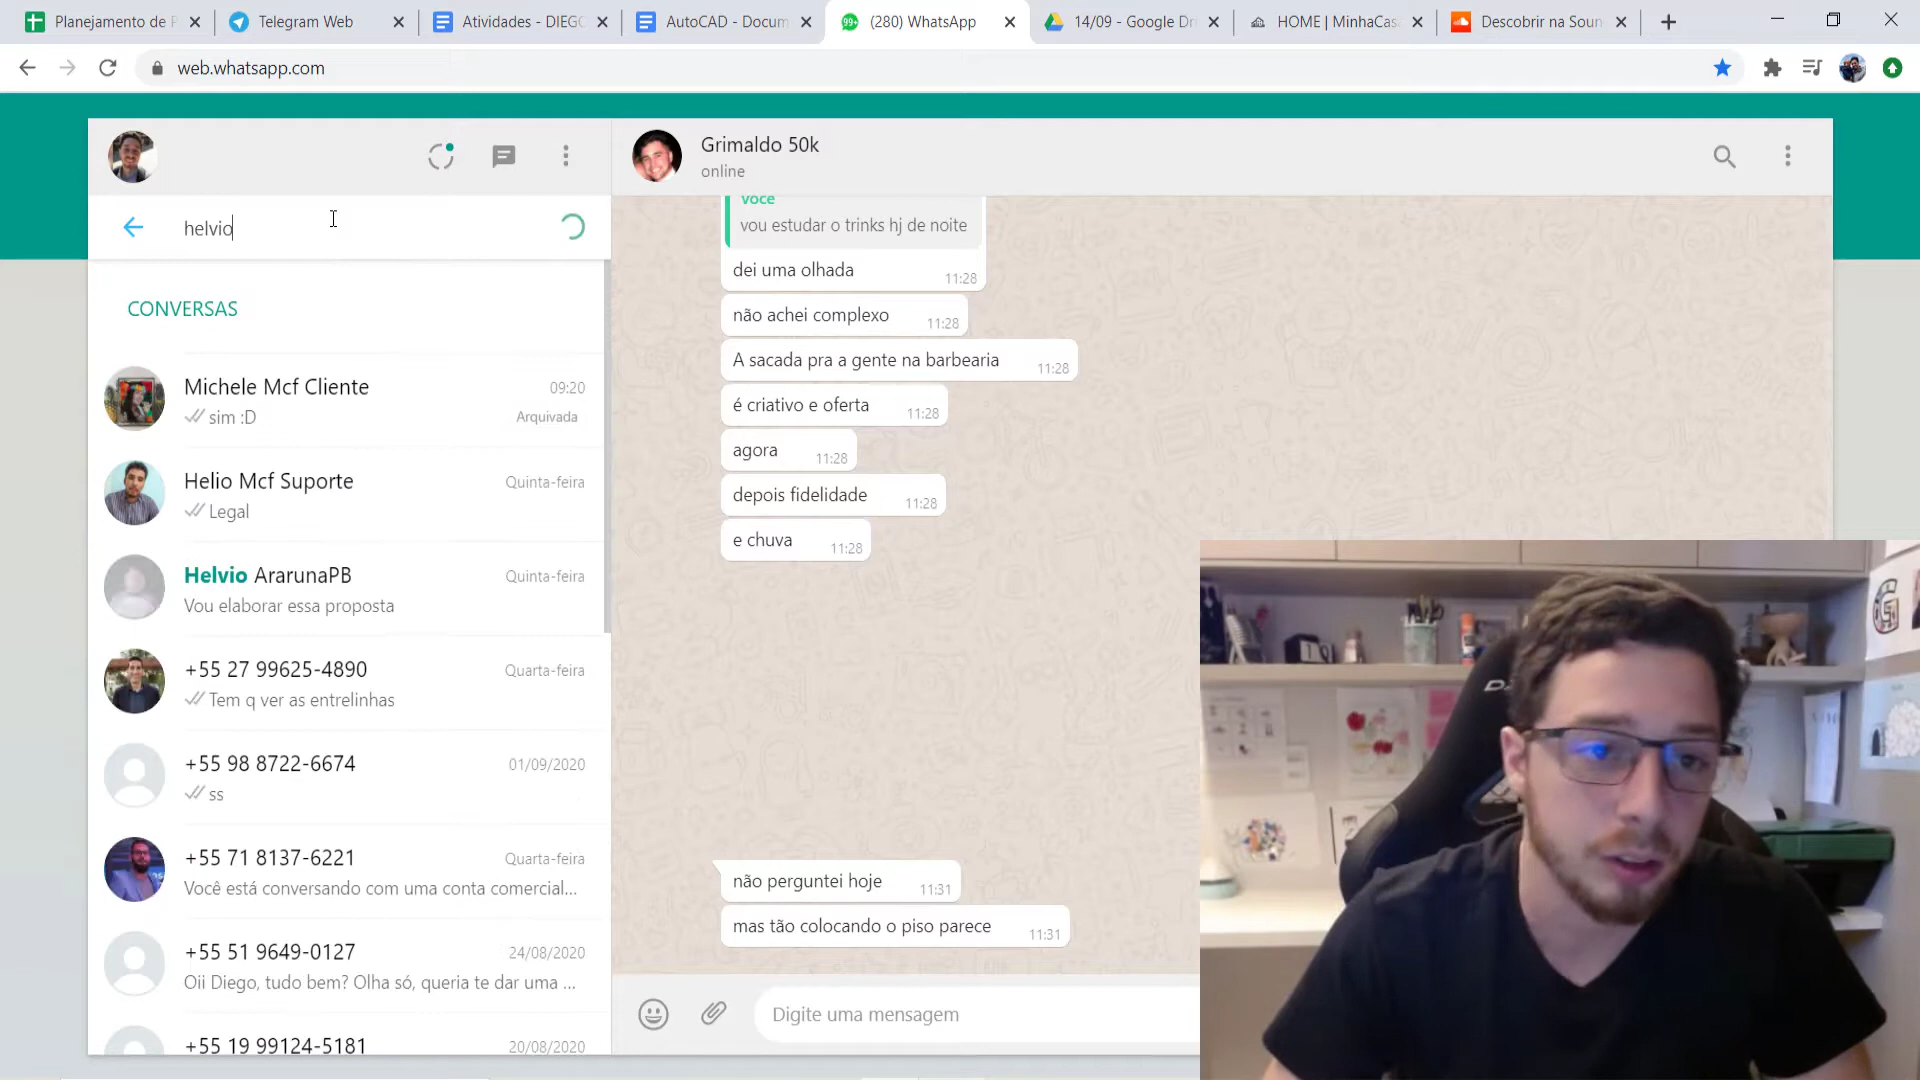 Planejamento de P
Telegram Web
Atividades - DIEGO
AutoCAD - Docum
99+
(280) WhatsApp
14/09 - Google Dr
HOME | MinhaCas
Descobrir na Soun
web.whatsapp.com
Grimaldo 50k
online
helvio
CONVERSAS
Michele Mcf Cliente
09:20
sim :D
Arquivada
Helio Mcf Suporte
Quinta-feira
Legal
Helvio ArarunaPB
Quinta-feira
Vou elaborar essa proposta
+55 27 99625-4890
Quarta-feira
Tem q ver as entrelinhas
+55 98 8722-6674
01/09/2020
ss
+55 71 8137-6221
Quarta-feira
Você está conversando com uma conta comercial...
+55 51 9649-0127
24/08/2020
Oii Diego, tudo bem? Olha só, queria te dar uma ...
+55 19 99124-5181
20/08/2020
Você
vou estudar o trinks hj de noite
dei uma olhada
11:28
não achei complexo
11:28
A sacada pra a gente na barbearia
11:28
é criativo e oferta
11:28
agora
11:28
depois fidelidade
11:28
e chuva
11:28
não perguntei hoje
11:31
mas tão colocando o piso parece
11:31
Digite uma mensagem